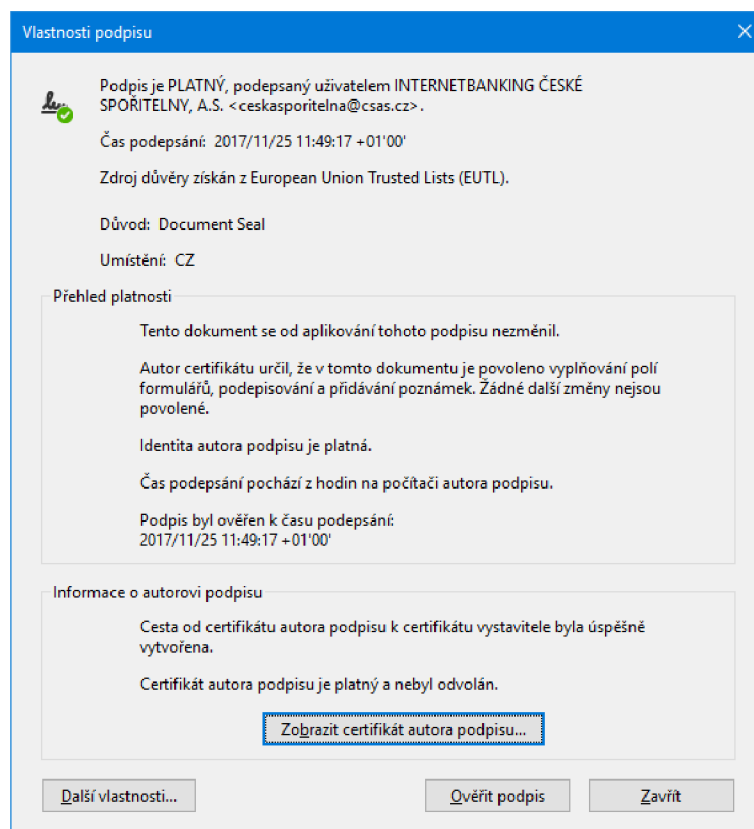 Vlastnosti podpisu
Podpis je PLATNÝ, podepsaný uživatelem INTERNETBANKING ČESKÉ
SPOŘITELNY, A.S. <ceskasporitelna@csas.cz>.
Čas podepsání: 2017/11/25 11:49:17 +01'00'
Zdroj důvěry získán z European Union Trusted Lists (EUTL).
Důvod: Document Seal
Umístění: CZ
Přehled platnosti
Tento dokument se od aplikování tohoto podpisu nezměnil.
Autor certifikátu určil, že v tomto dokumentu je povoleno vyplňování polí
formulářů, podepisování a přidávání poznámek. Žádné další změny nejsou
povolené.
Identita autora podpisu je platná.
Čas podepsání pochází z hodin na počítači autora podpisu.
Podpis byl ověřen k času podepsání:
2017/11/25 11:49:17 +01'00'
Informace o autorovi podpisu
Cesta od certifikátu autora podpisu k certifikátu vystavitele byla úspěšně
vytvořena.
Certifikát autora podpisu je platný a nebyl odvolán.
Zobrazit certifikát autora podpisu...
Další vlastnosti...
Ověřit podpis
Zavřít